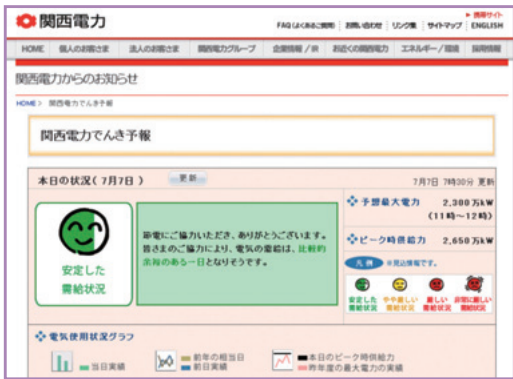 関西電力
携帯サイト
FAQ（よくあるご質問） お問い合わせ リンク集 サイトマップ ENGLISH
HOME 個人のお客さま 法人のお客さま 関西電力グループ 企業情報／IR お近くの関西電力 エネルギー／環境 採用情報
関西電力からのお知らせ
HOME > 関西電力でんき予報
関西電力でんき予報
本日の状況（7月7日） 更新
7月7日 7時30分 更新
安定した
需給状況
節電にご協力いただき、ありがとうございます。
皆さまのご協力により、電気の需給は、比較的
余裕のある一日となりそうです。
予想最大電力 2,300万kW
（11時～12時）
ピーク時供給力 2,650万kW
凡例 ※見込情報です。
安定した やや厳しい 厳しい 非常に厳しい
需給状況 需給状況 需給状況 需給状況
電気使用状況グラフ
当日実績
前年の相当日
前日実績
本日のピーク時供給力
昨年度の最大電力の実績